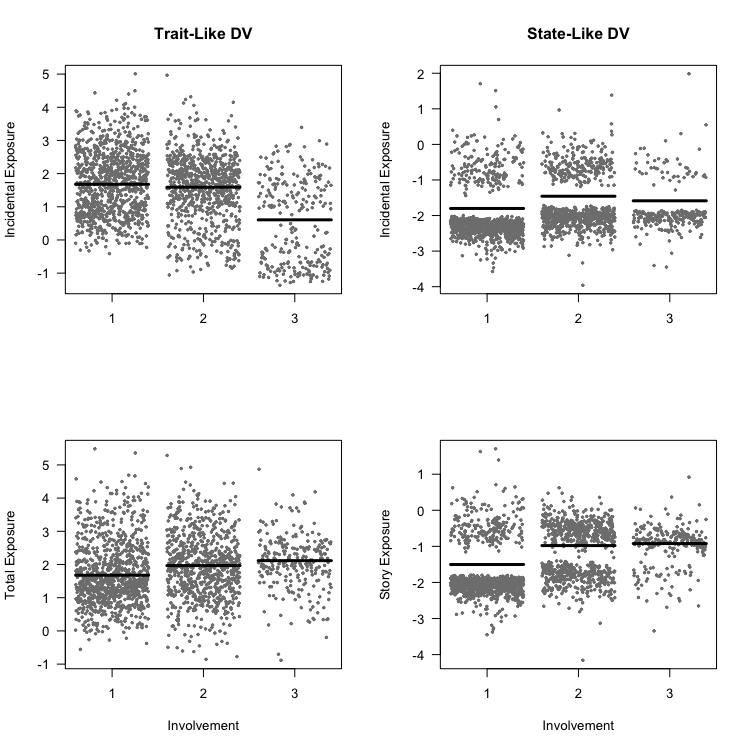 Trait-Like DV
State-Like DV
Incidental Exposure
5
4
3
2
1
0
-1
1 2 3
Incidental Exposure
2
1
0
-1
-2
-3
-4
1 2 3
Total Exposure
5
4
3
2
1
0
-1
1 2 3
Involvement
Story Exposure
1
0
-1
-2
-3
-4
1 2 3
Involvement